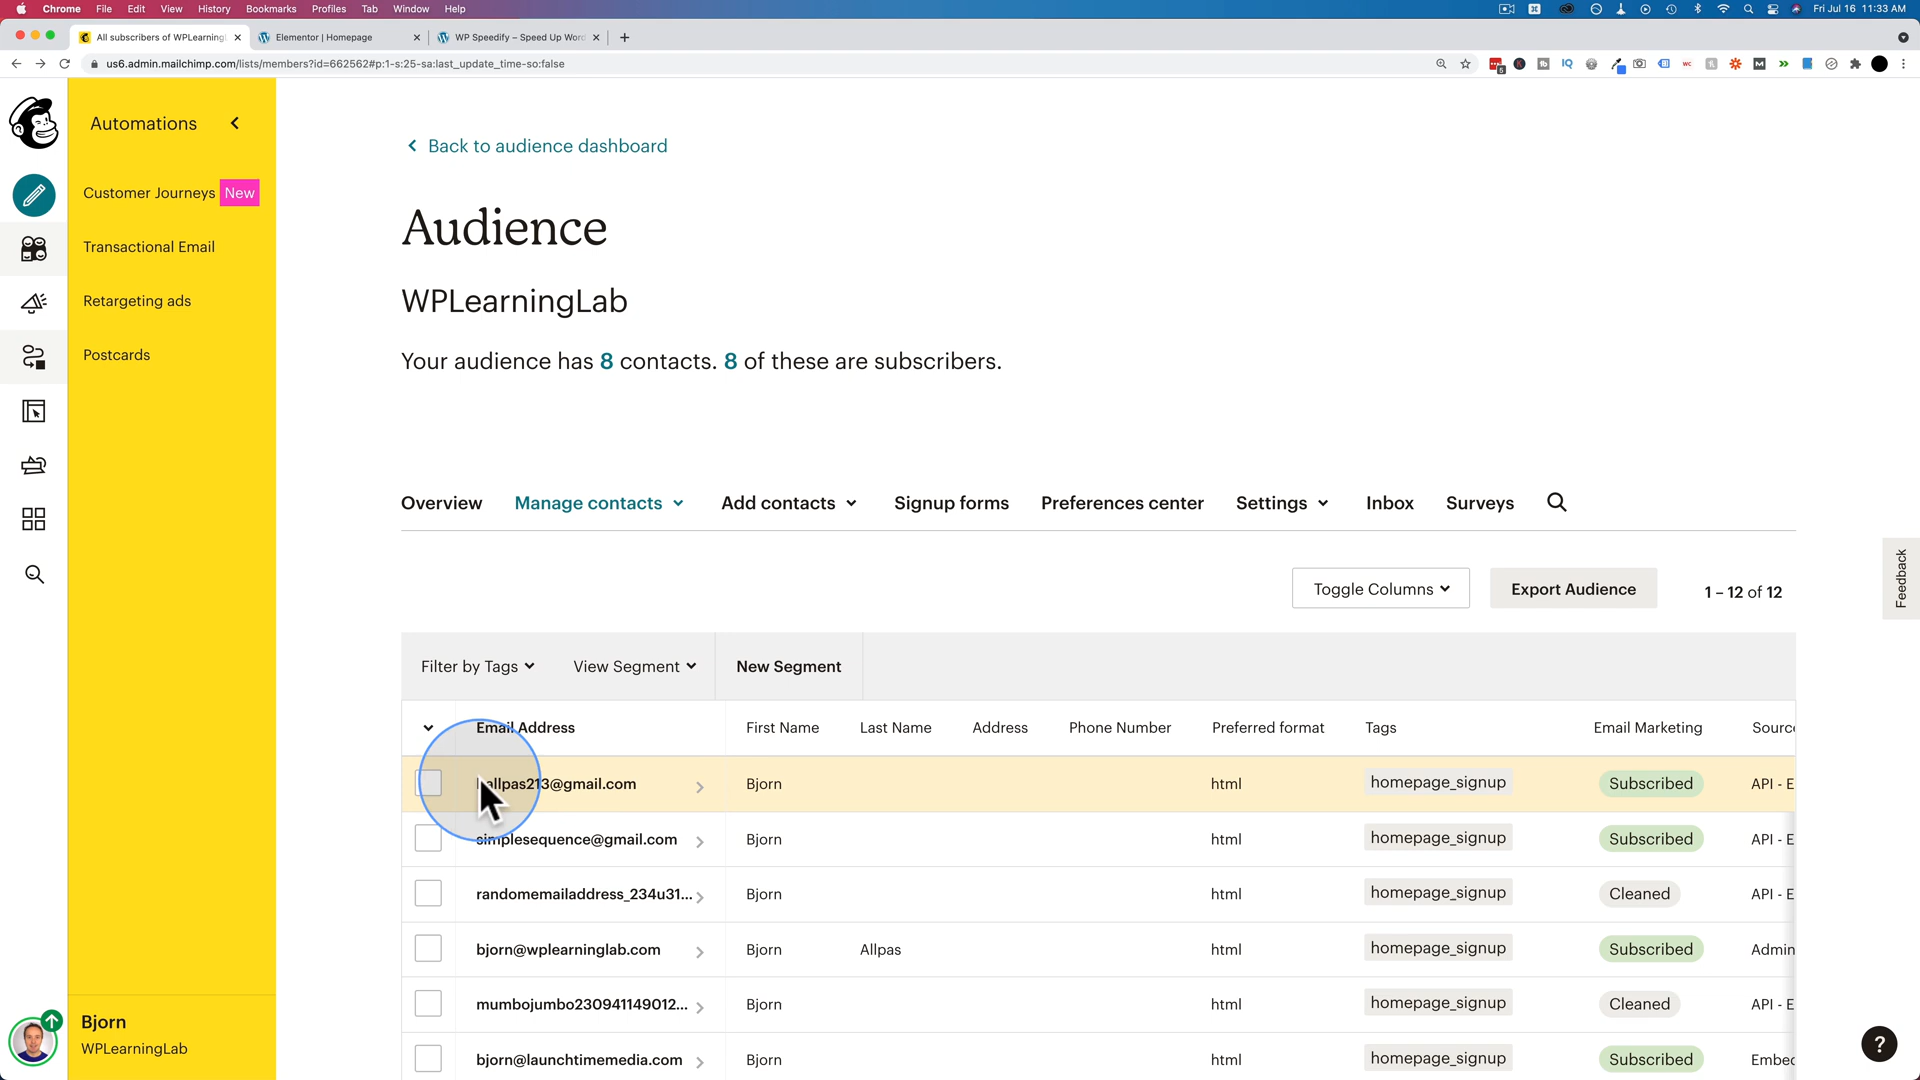 Chrome File Edit View History Bookmarks Profiles Tab Window Help
Fri Jul 16 11:33 AM
All subscribers of WPLearning
Elementor | Homepage
WP Speedify – Speed Up Word
us6.admin.mailchimp.com/lists/members?id=662562#p:1-s:25-sa:last_update_time-so:false
Automations
Customer Journeys New
Transactional Email
Retargeting ads
Postcards
Back to audience dashboard
Audience
WPLearningLab
Your audience has 8 contacts. 8 of these are subscribers.
Overview Manage contacts Add contacts Signup forms Preferences center Settings Inbox Surveys
Feedback
Toggle Columns Export Audience 1 – 12 of 12
Filter by Tags View Segment New Segment
Email Address First Name Last Name Address Phone Number Preferred format Tags Email Marketing Source
allpas213@gmail.com Bjorn html homepage_signup Subscribed API - E
simplesequence@gmail.com Bjorn html homepage_signup Subscribed API - E
randomemailaddress_234u31... Bjorn html homepage_signup Cleaned API - E
bjorn@wplearninglab.com Bjorn Allpas html homepage_signup Subscribed Admin
mumbojumbo230941149012... Bjorn html homepage_signup Cleaned API - E
bjorn@launchtimemedia.com Bjorn html homepage_signup Subscribed Embed
Bjorn
WPLearningLab
?